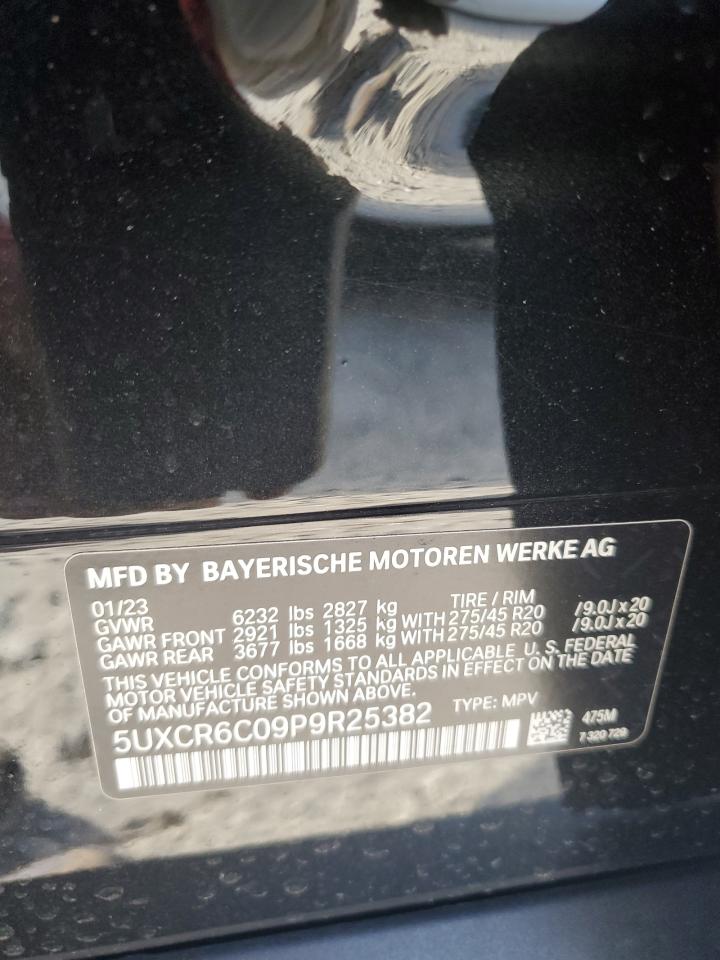 MFD BY BAYERISCHE MOTOREN WERKE AG
01/23 TIRE / RIM
GVWR 6232 lbs 2827 kg
GAWR FRONT 2921 lbs 1325 kg WITH 275/45 R20 /9.0J x 20
GAWR REAR 3677 lbs 1668 kg WITH 275/45 R20 /9.0J x 20
THIS VEHICLE CONFORMS TO ALL APPLICABLE U. S. FEDERAL
MOTOR VEHICLE SAFETY STANDARDS IN EFFECT ON THE DATE
OF MANUFACTURE SHOWN ABOVE.
5UXCR6C09P9R25382 TYPE: MPV
475M
7 320 729